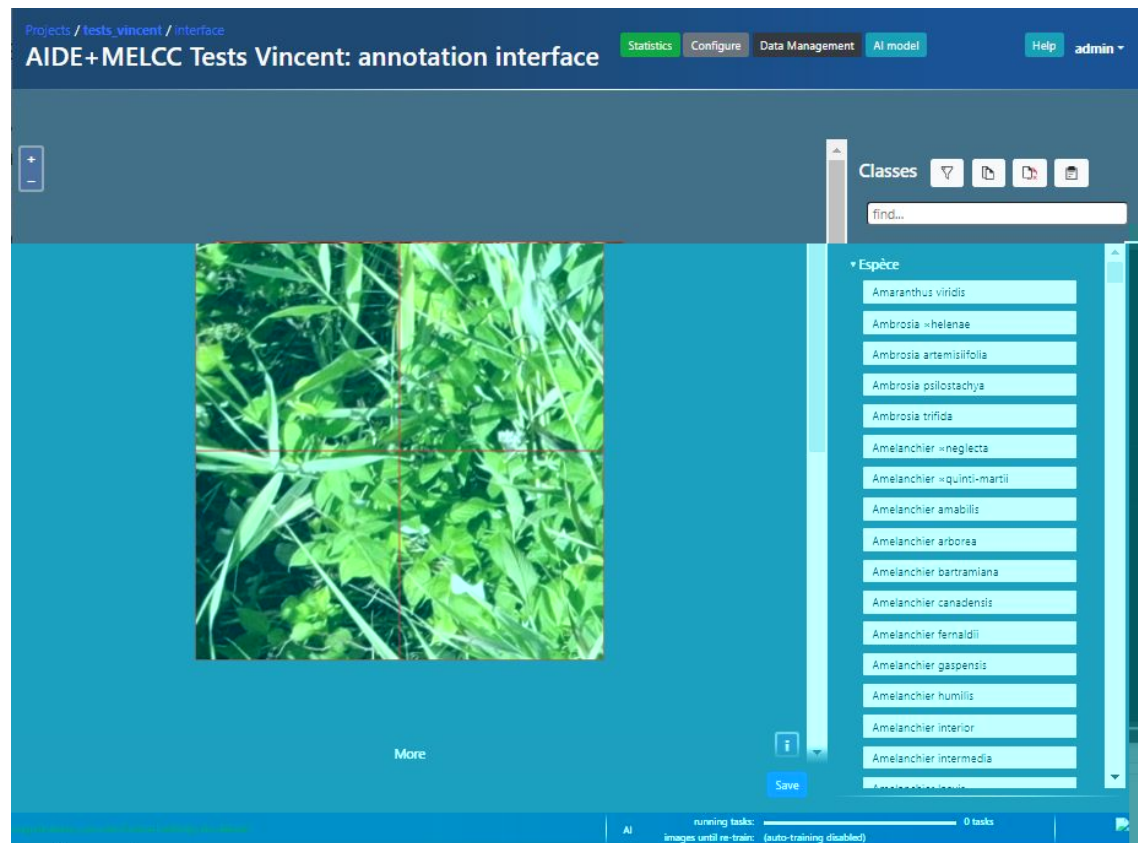 Projects / tests_vincent / interface
AIDE+MELCC Tests Vincent: annotation interface
Statistics
Configure
Data Management
AI model
Help
admin
+
−
Classes
find...
Espèce
Amaranthus viridis
Ambrosia ×helenae
Ambrosia artemisiifolia
Ambrosia psilostachya
Ambrosia trifida
Amelanchier ×neglecta
Amelanchier ×quinti-martii
Amelanchier amabilis
Amelanchier arborea
Amelanchier bartramiana
Amelanchier canadensis
Amelanchier fernaldii
Amelanchier gaspensis
Amelanchier humilis
Amelanchier interior
Amelanchier intermedia
More
i
Save
AI
running tasks:
0 tasks
images until re-train: (auto-training disabled)